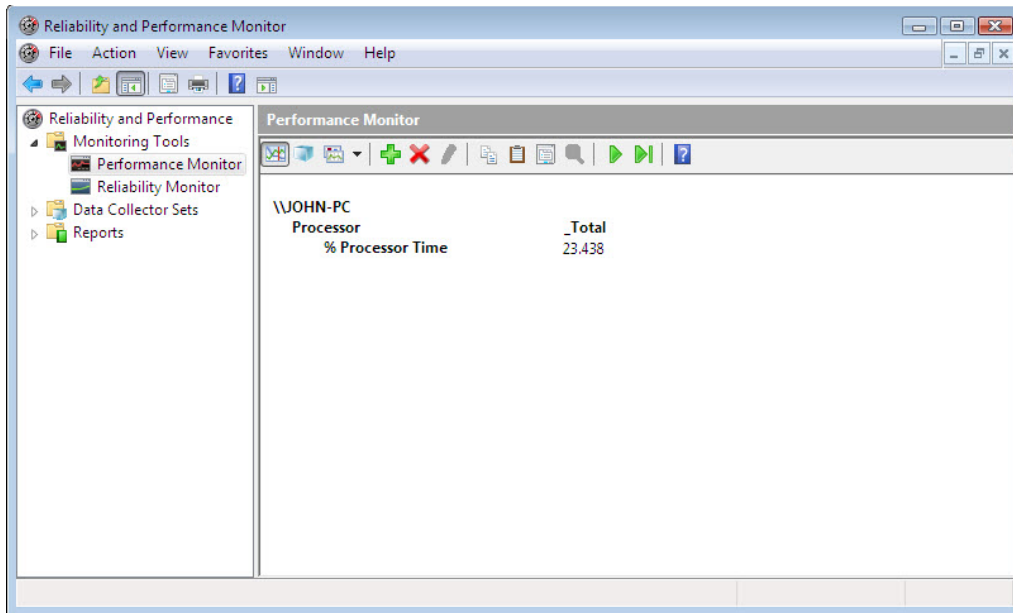 Reliability and Performance Monitor
File Action View Favorites Window Help
Reliability and Performance
Monitoring Tools
Performance Monitor
Reliability Monitor
Data Collector Sets
Reports
Performance Monitor
\\JOHN-PC
Processor _Total
% Processor Time 23.438